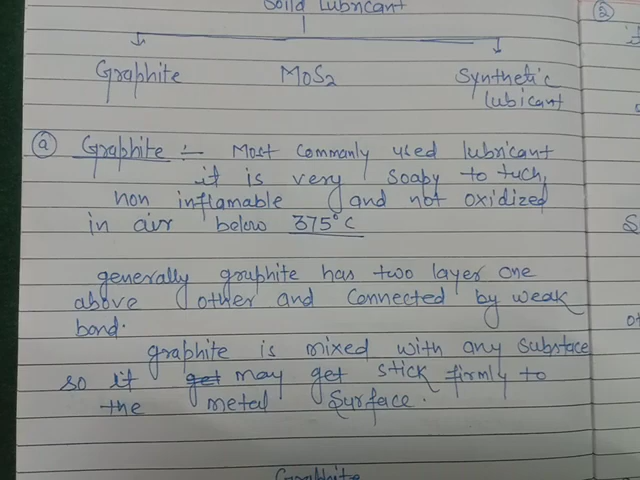 Solid Lubricant
②
Graphite MoS2 Synthetic
lubicant
ⓐ Graphite :- Most commonly used lubricant
it is very soapy to tuch,
non inflamable and not oxidized
in air below 375°C
generally graphite has two layer one
above other and connected by weak
bond.
graphite is mixed with any substace
so it get may get stick firmly to
the metal surface.
Graphite